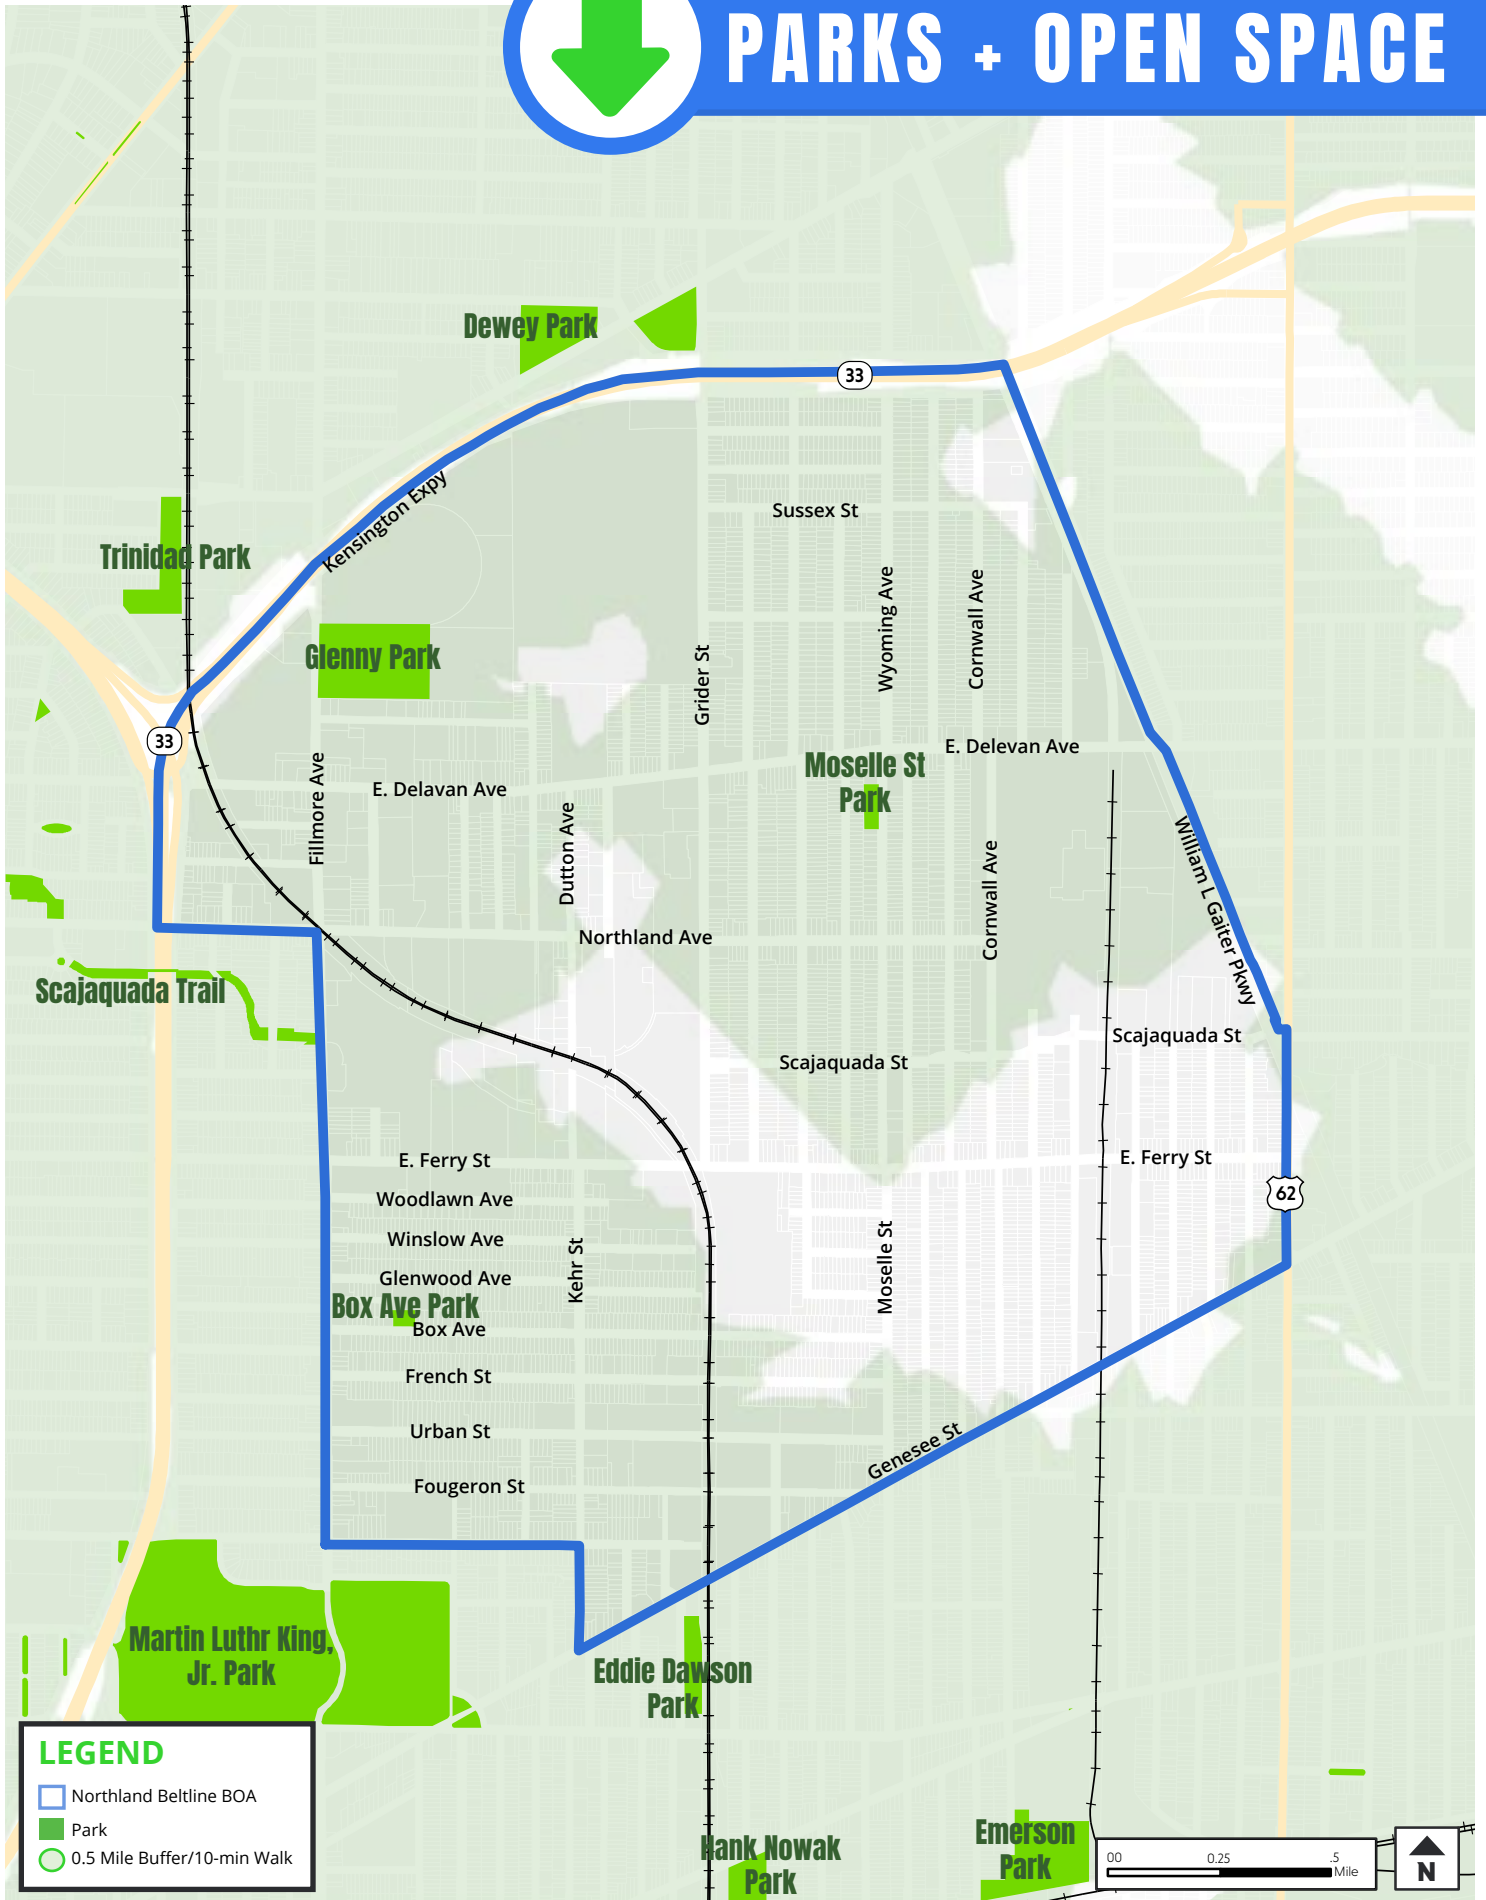 PARKS + OPEN SPACE
Dewey Park
33
Kensington Expy
Sussex St
Trinidad Park
Wyoming Ave
Cornwall Ave
Glenny Park
Grider St
33
E. Delevan Ave
Moselle St
Park
Fillmore Ave
E. Delavan Ave
Dutton Ave
William L Gaiter Pkwy
Cornwall Ave
Northland Ave
Scajaquada Trail
Scajaquada St
Scajaquada St
E. Ferry St
E. Ferry St
Woodlawn Ave
62
Winslow Ave
Kehr St
Moselle St
Glenwood Ave
Box Ave Park
Box Ave
French St
Urban St
Genesee St
Fougeron St
Martin Luthr King,
Jr. Park
Eddie Dawson
Park
LEGEND
Northland Beltline BOA
Park
0.5 Mile Buffer/10-min Walk
Hank Nowak
Park
Emerson
Park
00 0.25 .5
Mile
N